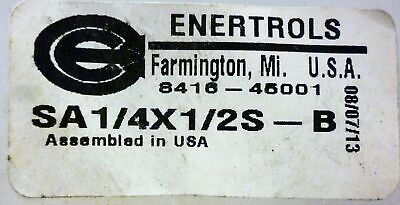 ENERTROLS
Farmington, Mi. U.S.A.
8416-45001
SA1/4X1/2S-B
Assembled in USA
08/07/13